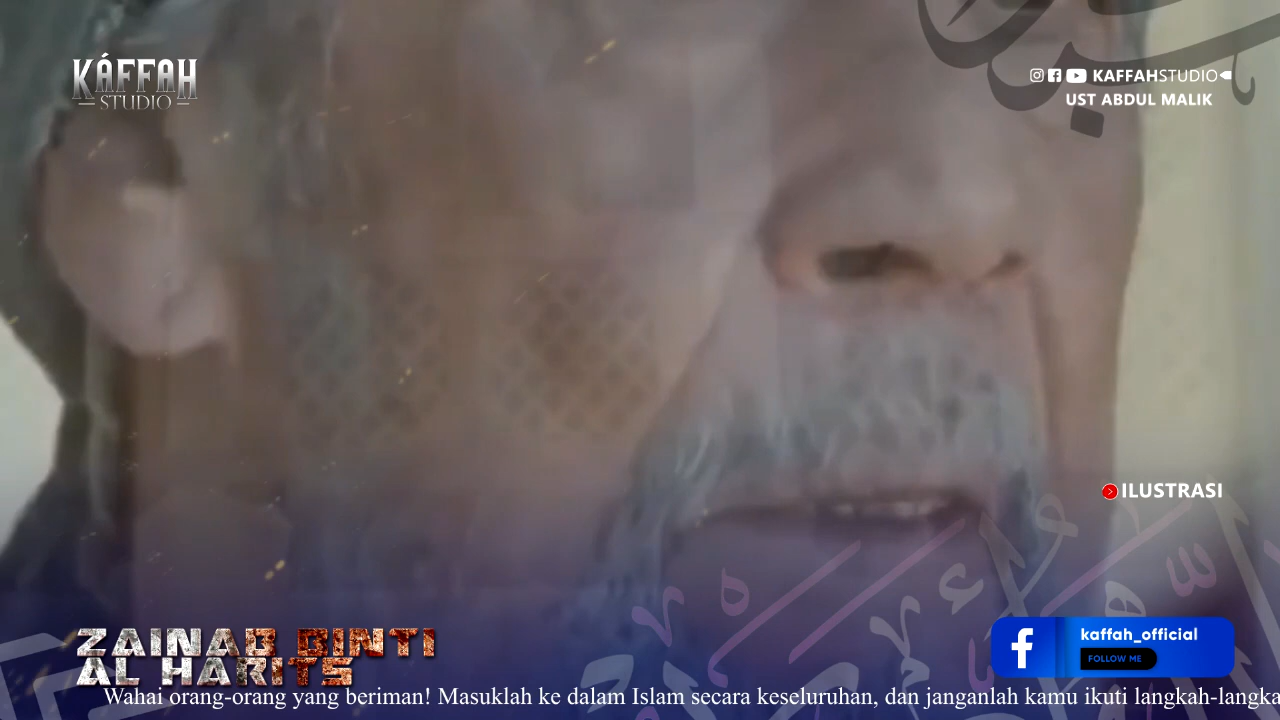 KÁFFAH
STUDIO
KAFFAHSTUDIO
UST ABDUL MALIK
ILUSTRASI
kaffah_official
FOLLOW ME
ZAINAB BINTI
AL HARITS
Wahai orang-orang yang beriman! Masuklah ke dalam Islam secara keseluruhan, dan janganlah kamu ikuti langkah-langka